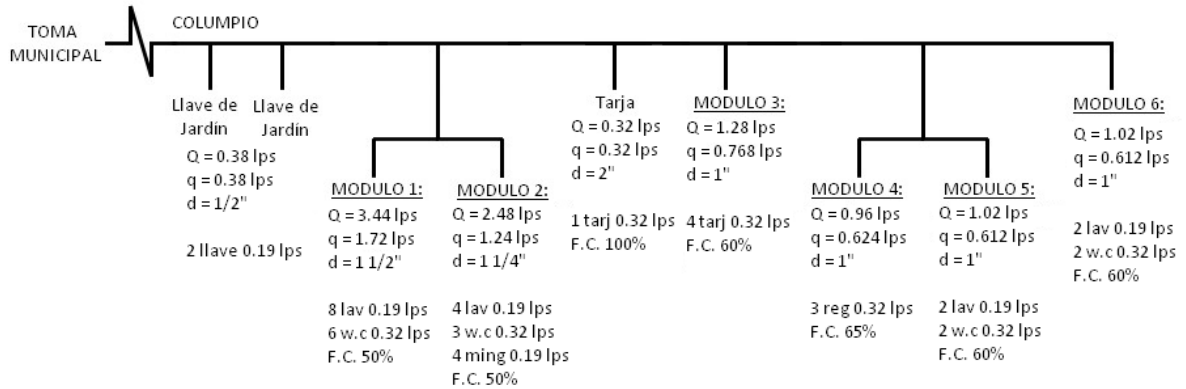 TOMA
MUNICIPAL
COLUMPIO
Llave de
Jardín
Llave de
Jardín
Q = 0.38 lps
q = 0.38 lps
d = 1/2"
2 llave 0.19 lps
MODULO 1:
Q = 3.44 lps
q = 1.72 lps
d = 1 1/2"
8 lav 0.19 lps
6 w.c 0.32 lps
F.C. 50%
MODULO 2:
Q = 2.48 lps
q = 1.24 lps
d = 1 1/4"
4 lav 0.19 lps
3 w.c 0.32 lps
4 ming 0.19 lps
F.C. 50%
Tarja
Q = 0.32 lps
q = 0.32 lps
d = 2"
1 tarj 0.32 lps
F.C. 100%
MODULO 3:
Q = 1.28 lps
q = 0.768 lps
d = 1"
4 tarj 0.32 lps
F.C. 60%
MODULO 4:
Q = 0.96 lps
q = 0.624 lps
d = 1"
3 reg 0.32 lps
F.C. 65%
MODULO 5:
Q = 1.02 lps
q = 0.612 lps
d = 1"
2 lav 0.19 lps
2 w.c 0.32 lps
F.C. 60%
MODULO 6:
Q = 1.02 lps
q = 0.612 lps
d = 1"
2 lav 0.19 lps
2 w.c 0.32 lps
F.C. 60%